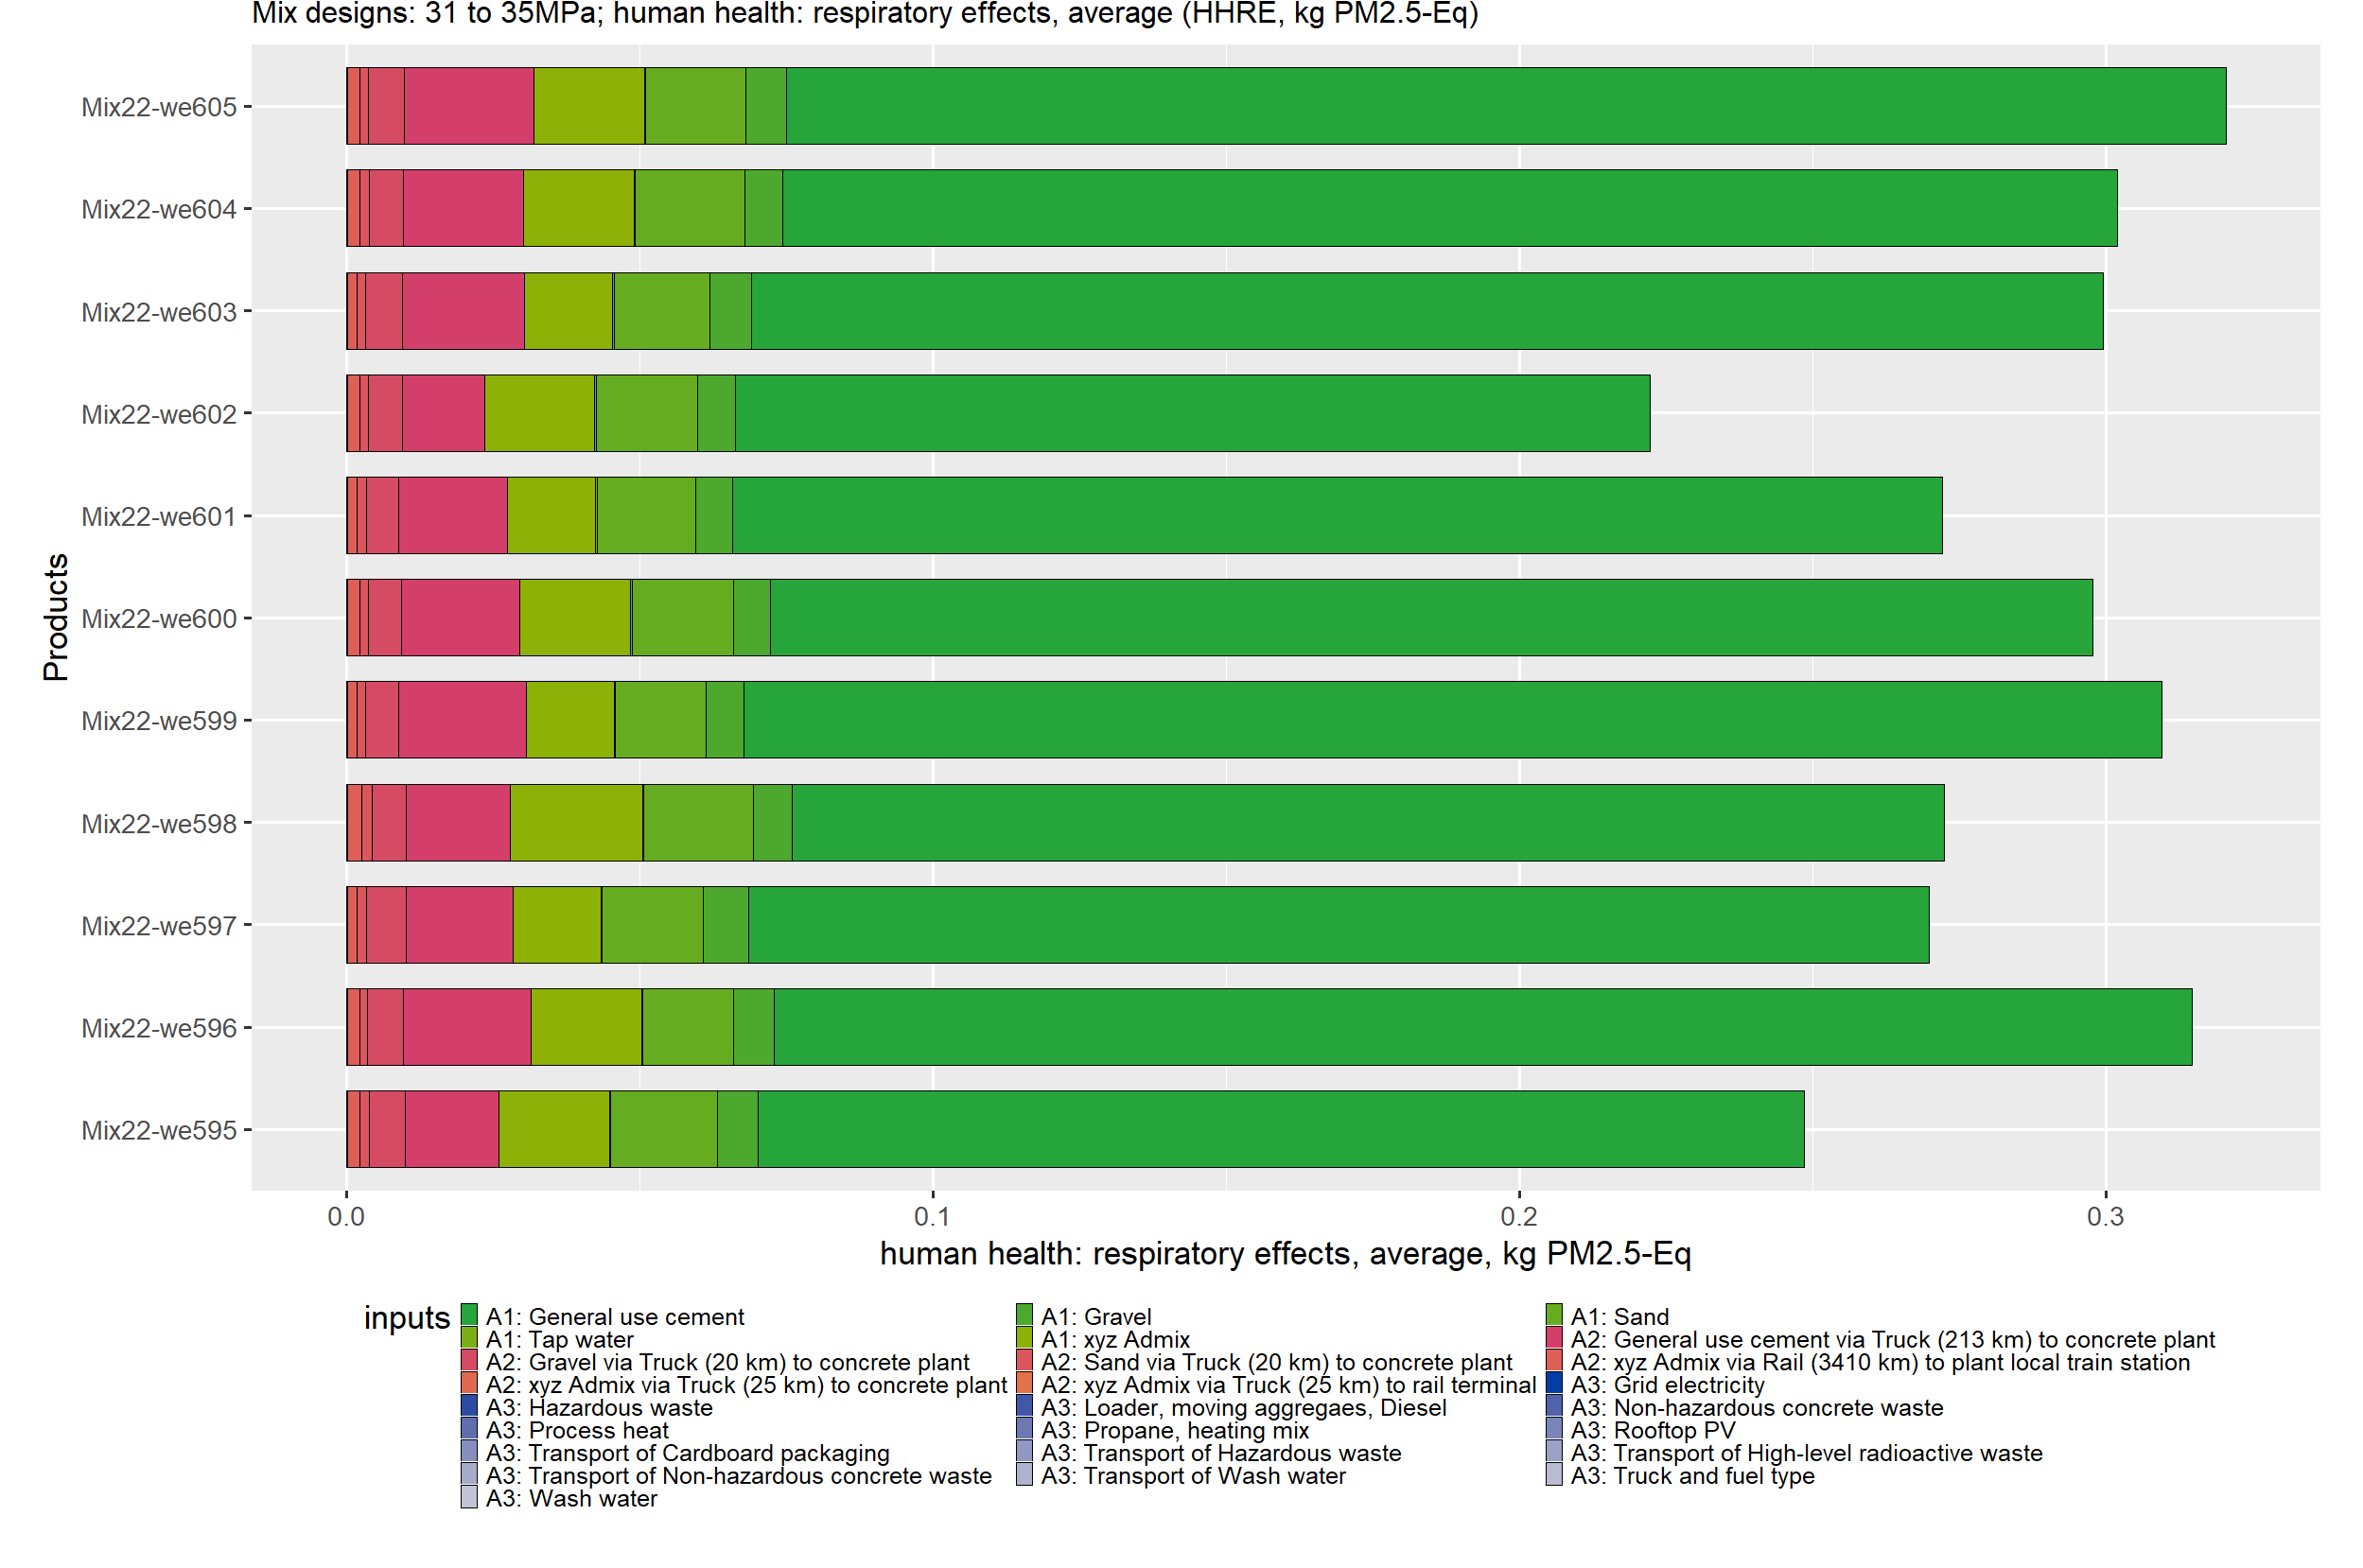 Mix designs: 31 to 35MPa; human health: respiratory effects, average (HHRE, kg PM2.5-Eq)
Mix22-we605
Mix22-we604
Mix22-we603
Mix22-we602
Mix22-we601
Mix22-we600
Mix22-we599
Mix22-we598
Mix22-we597
Mix22-we596
Mix22-we595
Products
0.0 0.1 0.2 0.3
human health: respiratory effects, average, kg PM2.5-Eq
inputs
A1: General use cement A1: Gravel A1: Sand
A1: Tap water A1: xyz Admix A2: General use cement via Truck (213 km) to concrete plant
A2: Gravel via Truck (20 km) to concrete plant A2: Sand via Truck (20 km) to concrete plant A2: xyz Admix via Rail (3410 km) to plant local train station
A2: xyz Admix via Truck (25 km) to concrete plant A2: xyz Admix via Truck (25 km) to rail terminal A3: Grid electricity
A3: Hazardous waste A3: Loader, moving aggregaes, Diesel A3: Non-hazardous concrete waste
A3: Process heat A3: Propane, heating mix A3: Rooftop PV
A3: Transport of Cardboard packaging A3: Transport of Hazardous waste A3: Transport of High-level radioactive waste
A3: Transport of Non-hazardous concrete waste A3: Transport of Wash water A3: Truck and fuel type
A3: Wash water